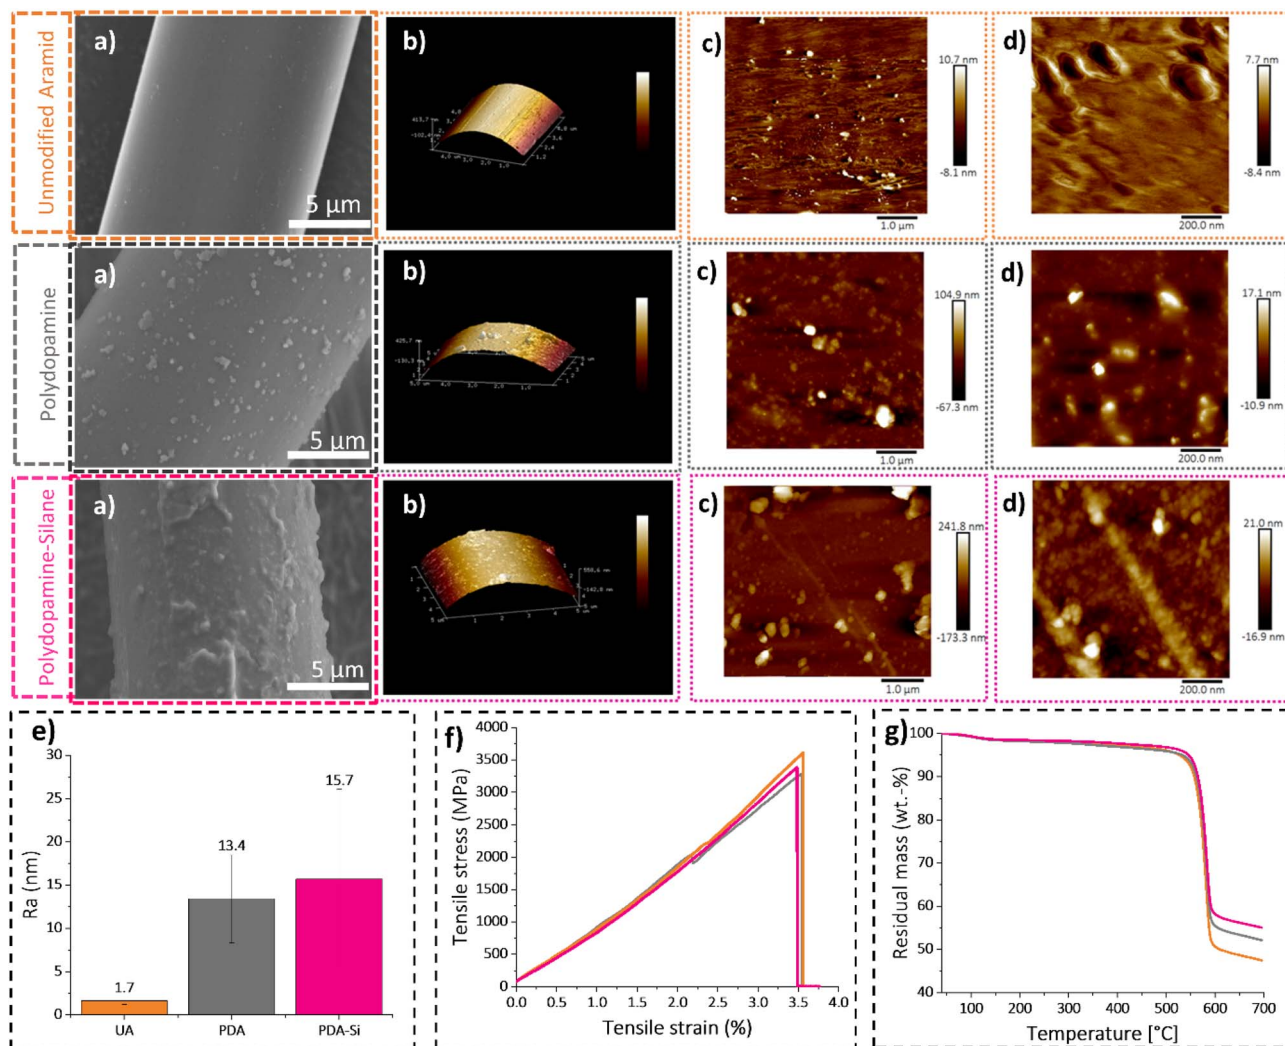 Unmodified Aramid
a)
5 µm
b)
c)
10.7 nm
-8.1 nm
1.0 µm
d)
7.7 nm
-8.4 nm
200.0 nm
Polydopamine
a)
5 µm
b)
c)
104.9 nm
-67.3 nm
1.0 µm
d)
17.1 nm
-10.9 nm
200.0 nm
Polydopamine-Silane
a)
5 µm
b)
c)
241.8 nm
-173.3 nm
1.0 µm
d)
21.0 nm
-16.9 nm
200.0 nm
e)
Ra (nm)
30
25
20
15
10
5
0
1.7
13.4
15.7
UA
PDA
PDA-Si
f)
Tensile stress (MPa)
4000
3500
3000
2500
2000
1500
1000
500
0
0.0 0.5 1.0 1.5 2.0 2.5 3.0 3.5 4.0
Tensile strain (%)
g)
Residual mass (wt.-%)
100
90
80
70
60
50
40
100 200 300 400 500 600 700
Temperature [°C]